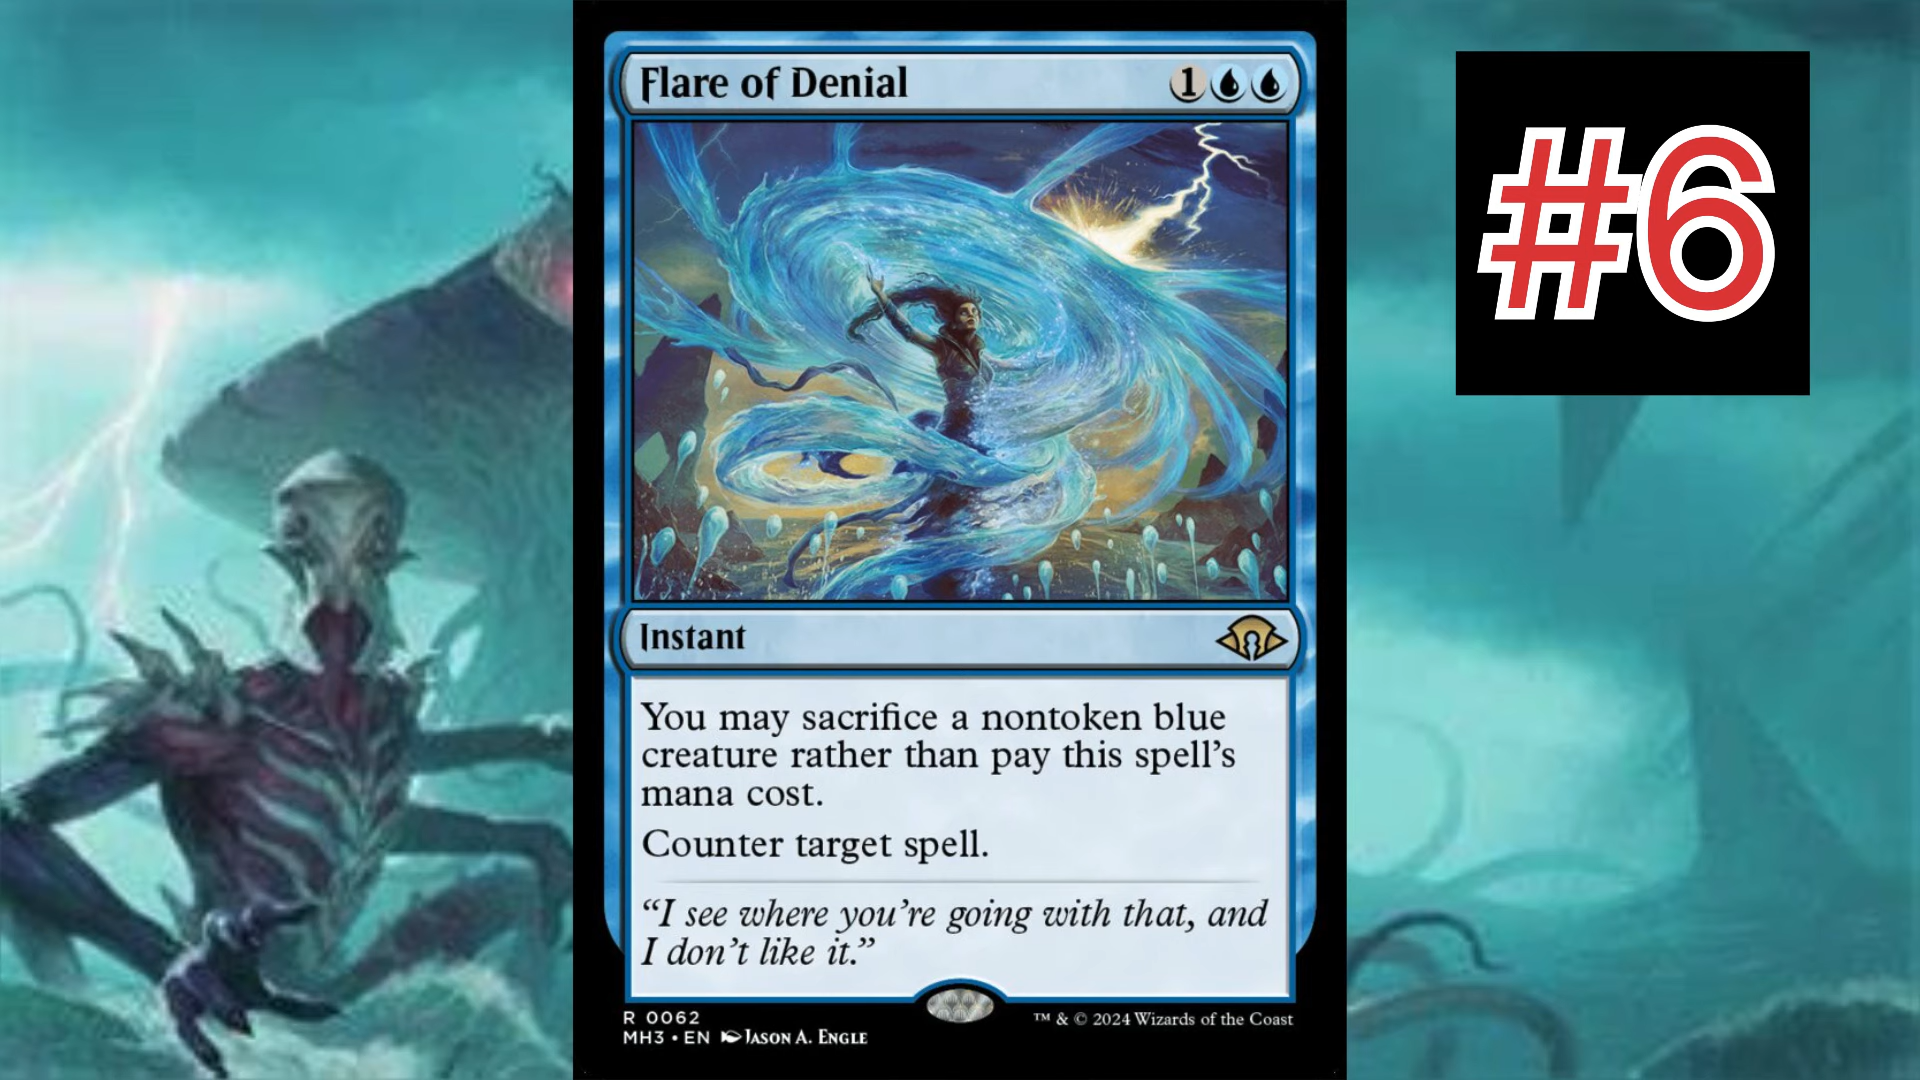 Flare of Denial 1
#6
Instant
You may sacrifice a nontoken blue
creature rather than pay this spell's
mana cost.
Counter target spell.
"I see where you're going with that, and
I don't like it."
R 0062
MH3 • EN Jason A. Engle
™ & © 2024 Wizards of the Coast